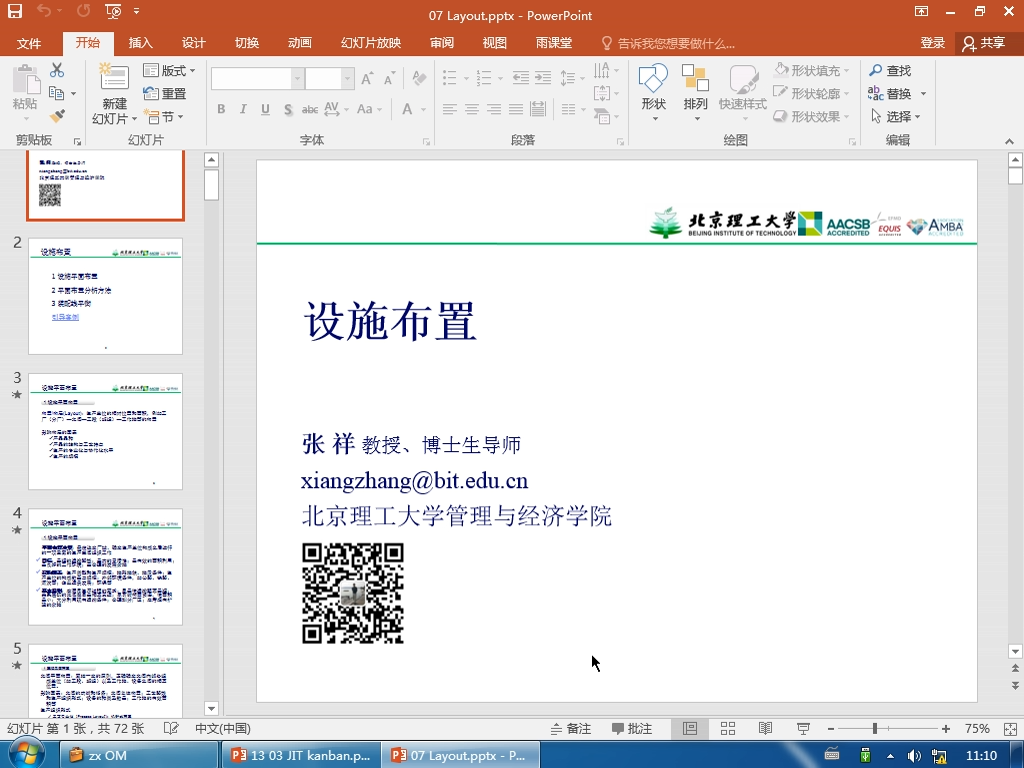 07 Layout.pptx - PowerPoint
文件 开始 插入 设计 切换 动画 幻灯片放映 审阅 视图 雨课堂 告诉我您想要做什么... 登录 共享
粘贴
剪贴板
新建
幻灯片
版式
重置
节
幻灯片
B I U S abc AV Aa A
字体
段落
形状 排列 快速样式
形状填充
形状轮廓
形状效果
绘图
查找
替换
选择
编辑
xiangzhang@bit.edu.cn
2
设施布置
1 设施平面布置
2 平面布置分析方法
3 装配线平衡
引导案例
3
设施平面布置
4
设施平面布置
5
设施平面布置
北京理工大学
BEIJING INSTITUTE OF TECHNOLOGY
AACSB
ACCREDITED
EFMD
EQUIS
ACCREDITED
AMBA
设施布置
张 祥 教授、博士生导师
xiangzhang@bit.edu.cn
北京理工大学管理与经济学院
幻灯片 第 1 张，共 72 张 中文(中国) 备注 批注 75%
zx OM
13 03 JIT kanban.p...
07 Layout.pptx - P...
11:10